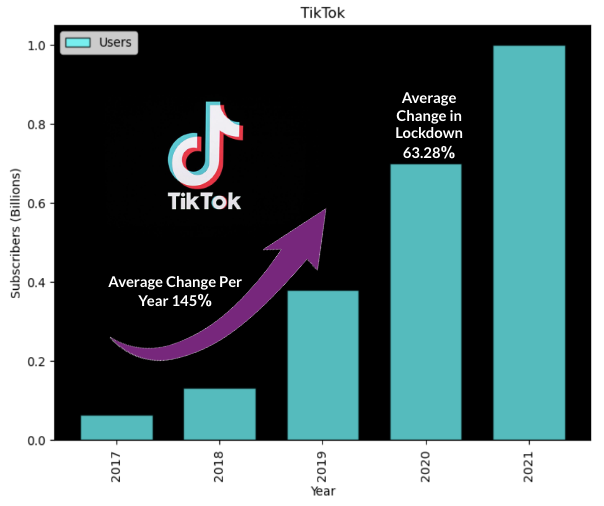 TikTok
Users
1.0
0.8
0.6
0.4
0.2
0.0
Subscribers (Billions)
TikTok
Average Change Per
Year 145%
Average
Change in
Lockdown
63.28%
2017
2018
2019
2020
2021
Year